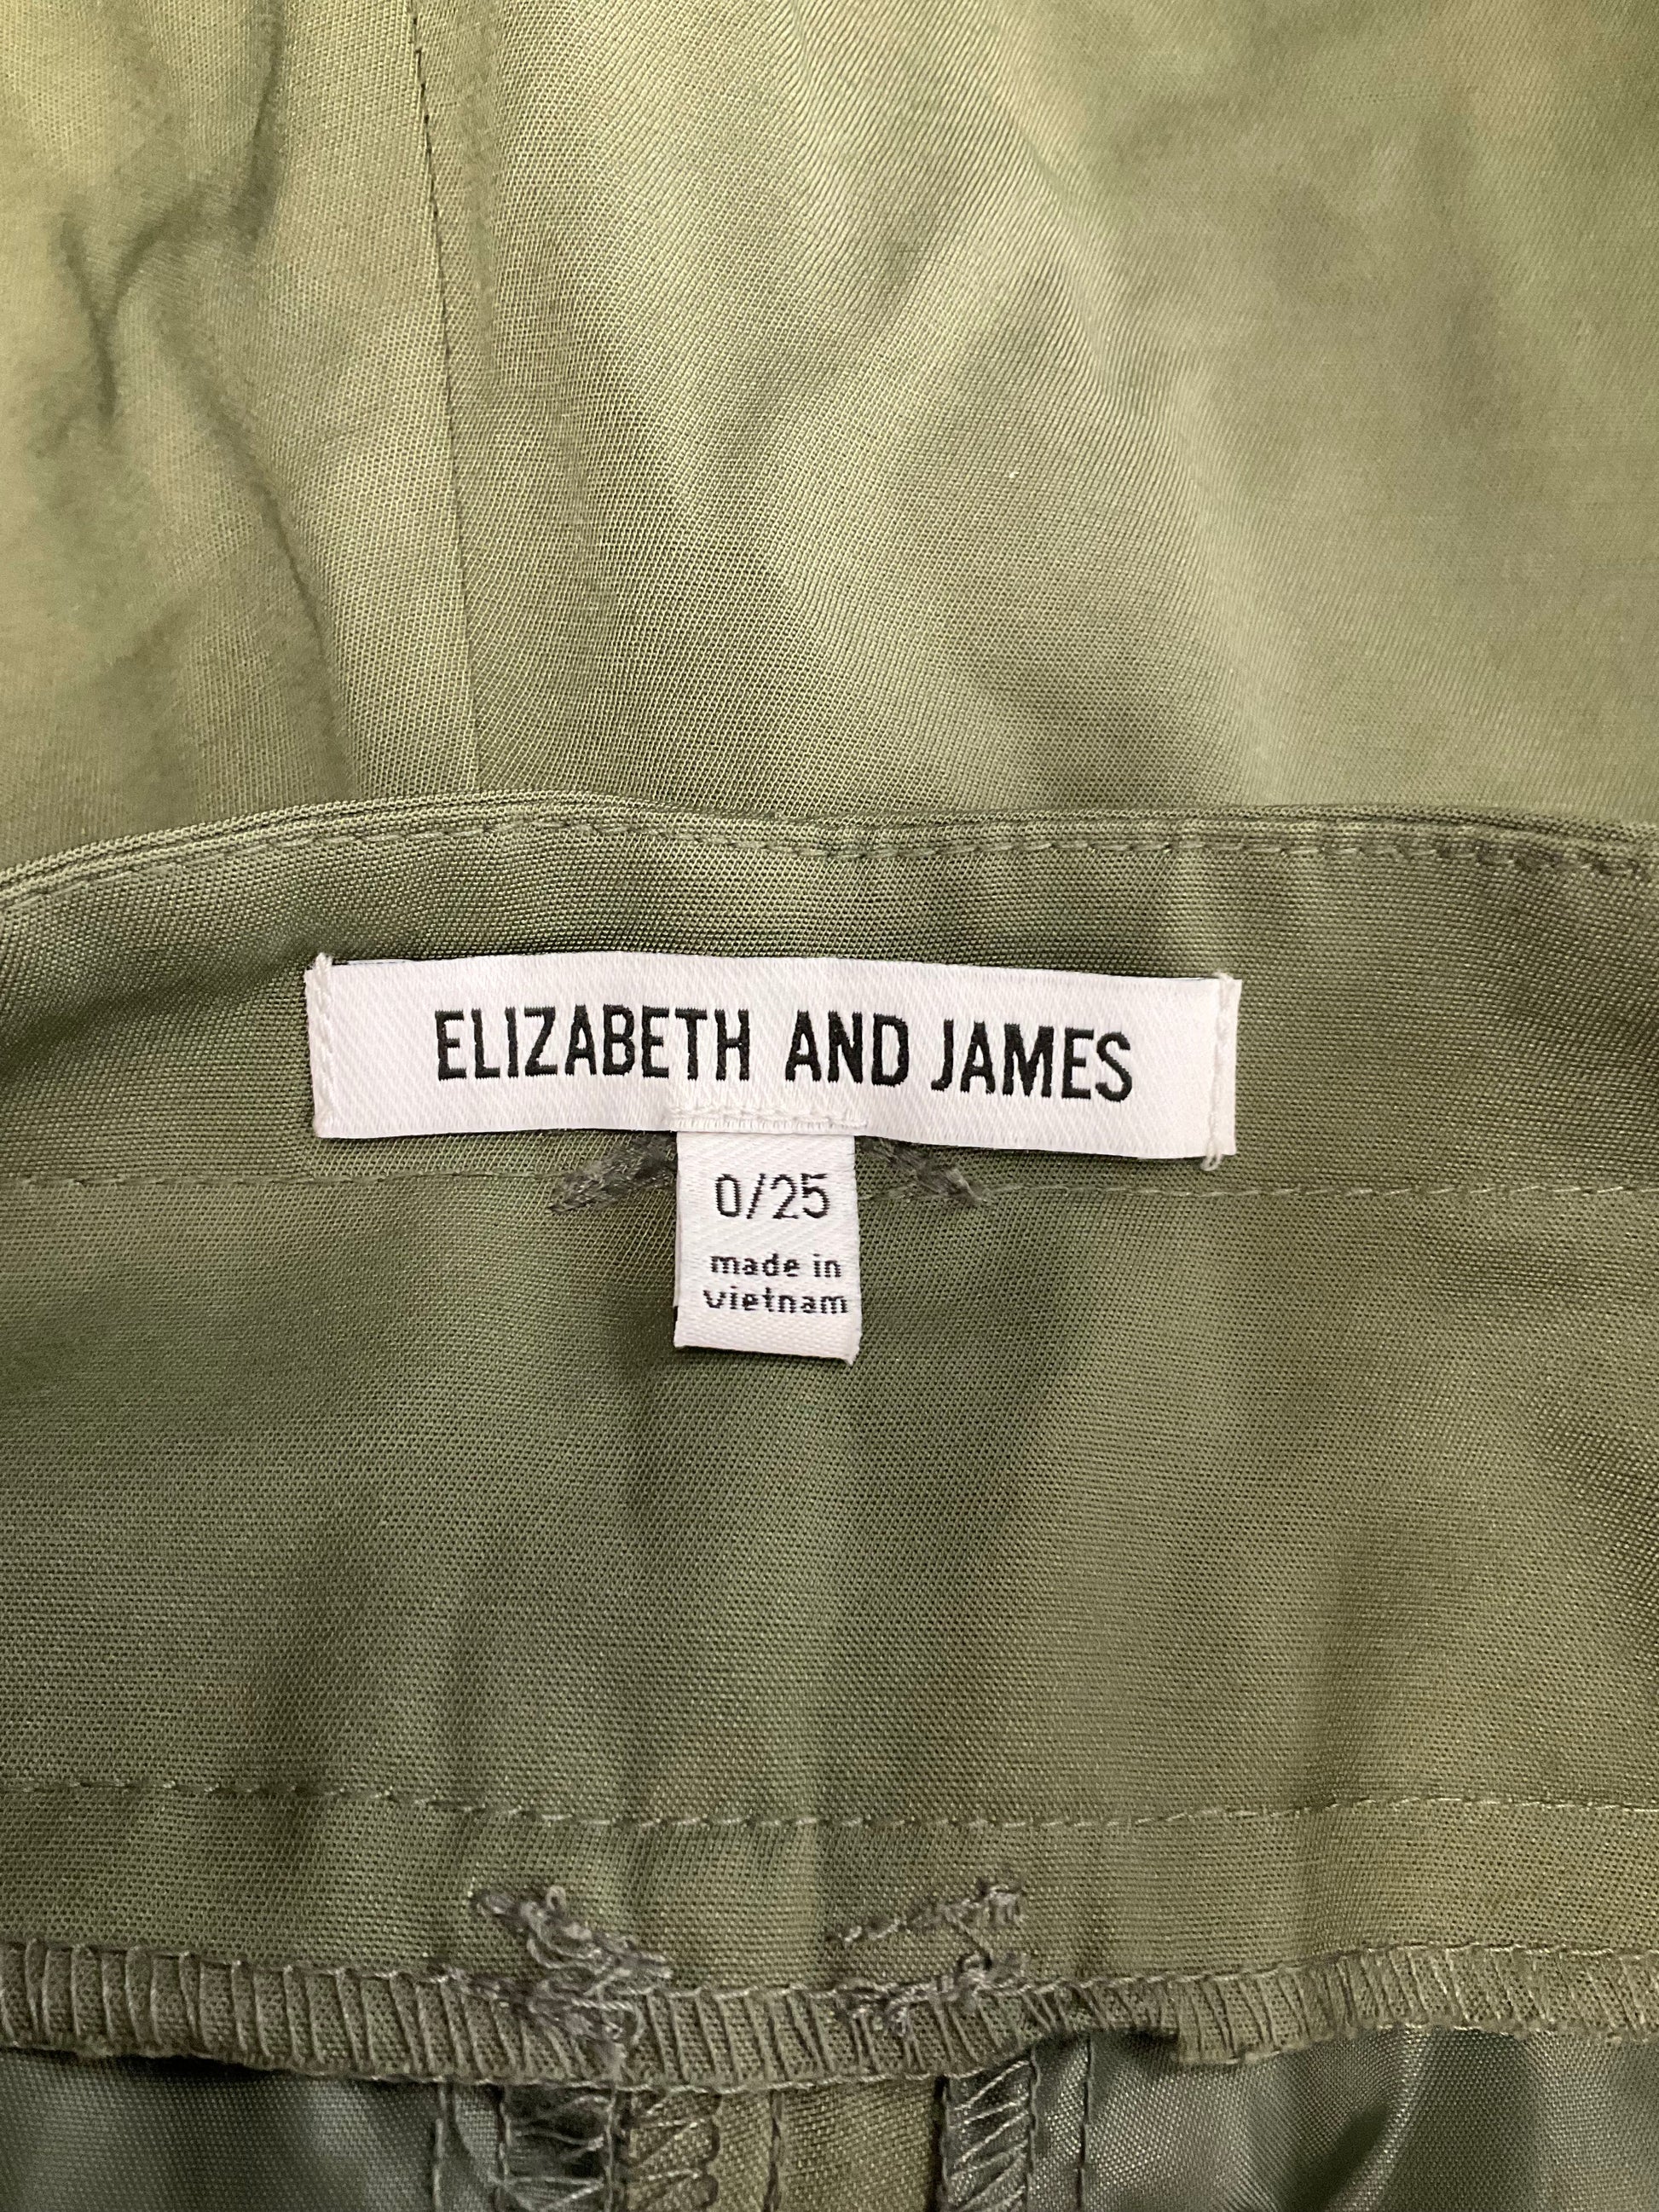 ELIZABETH AND JAMES
0/25
made in
vietnam